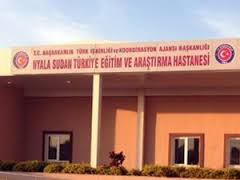 T.C. BAŞBAKANLIK TÜRK İŞBİRLİĞİ VE KOORDİNASYON AJANSI BAŞKANLIĞI
NYALA SUDAN TÜRKİYE EĞİTİM VE ARAŞTIRMA HASTANESİ